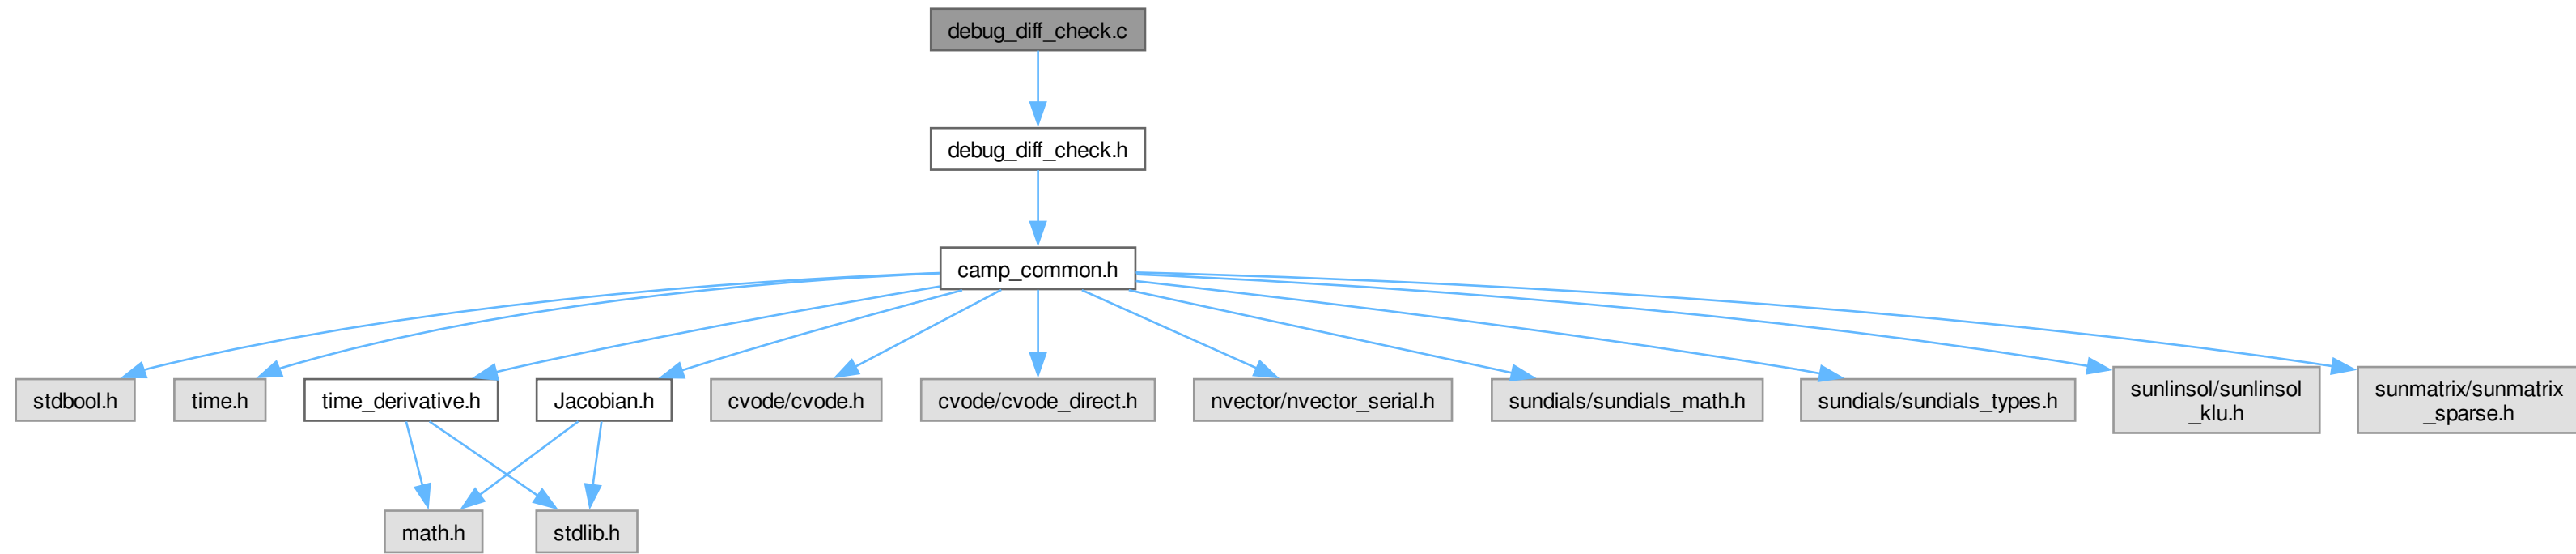 debug_diff_check.c
debug_diff_check.h
camp_common.h
stdbool.h
time.h
time_derivative.h
Jacobian.h
cvode/cvode.h
cvode/cvode_direct.h
nvector/nvector_serial.h
sundials/sundials_math.h
sundials/sundials_types.h
sunlinsol/sunlinsol
_klu.h
sunmatrix/sunmatrix
_sparse.h
math.h
stdlib.h